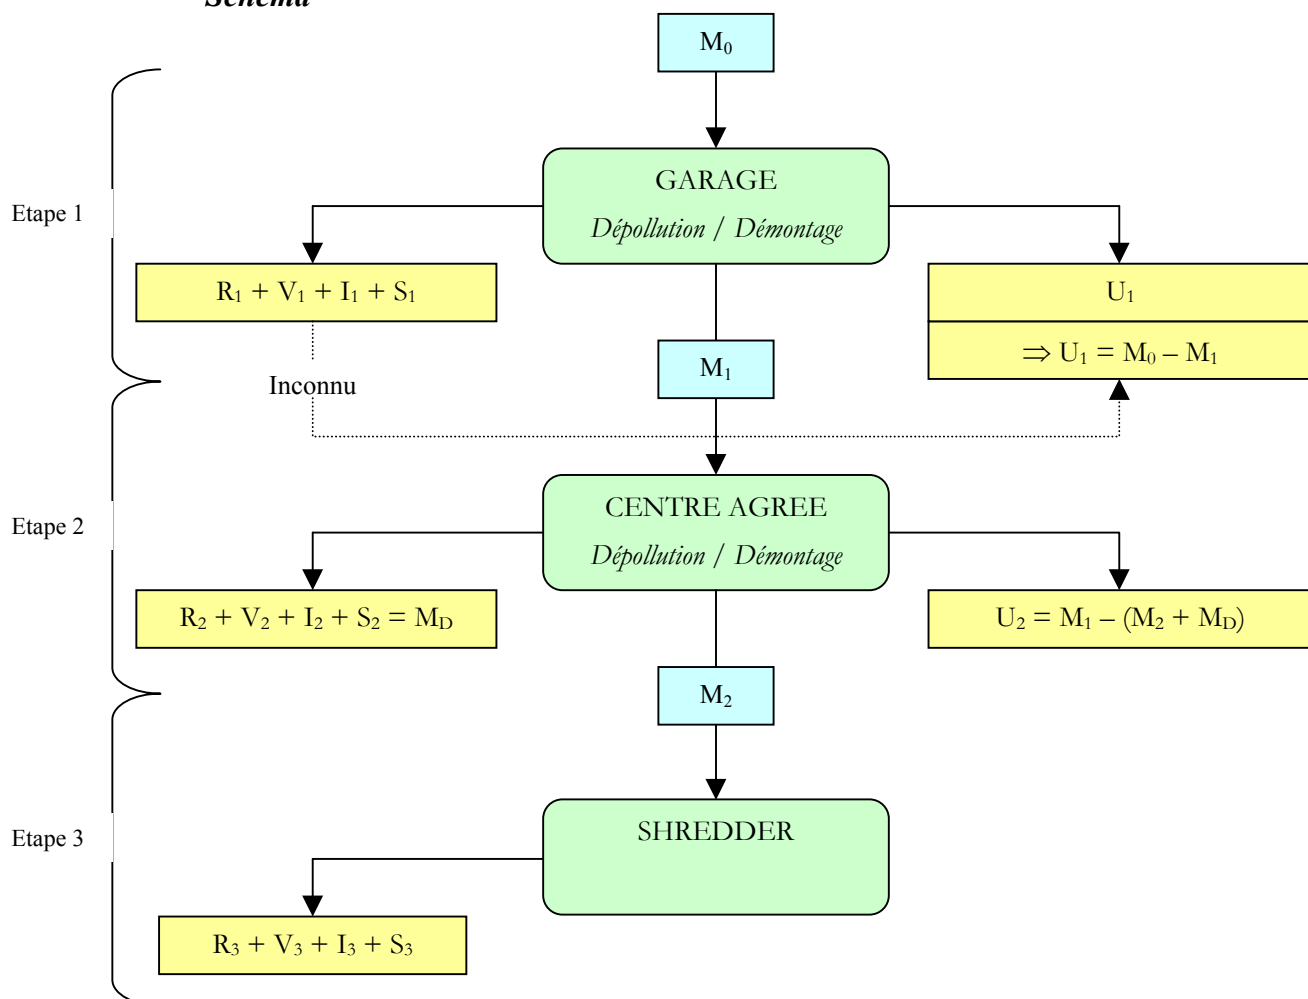 Schéma
M₀
GARAGE
Dépollution / Démontage
Etape 1
R₁ + V₁ + I₁ + S₁
U₁
⇒ U₁ = M₀ – M₁
M₁
Inconnu
CENTRE AGREE
Dépollution / Démontage
Etape 2
R₂ + V₂ + I₂ + S₂ = M_D
U₂ = M₁ – (M₂ + M_D)
M₂
SHREDDER
Etape 3
R₃ + V₃ + I₃ + S₃